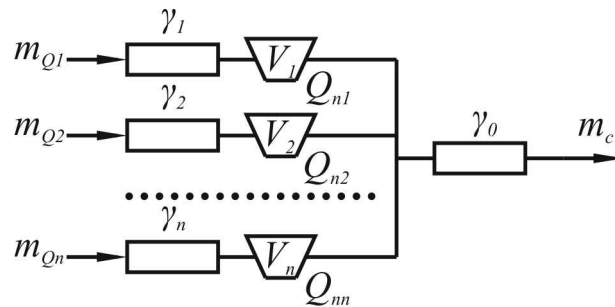 γ1
mQ1 V1
Qn1
γ2
mQ2 V2
Qn2
γ0 mc
γn
mQn Vn
Qnn